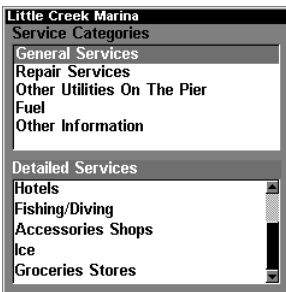 Little Creek Marina
Service Categories
General Services
Repair Services
Other Utilities On The Pier
Fuel
Other Information
Detailed Services
Hotels
Fishing/Diving
Accessories Shops
Ice
Groceries Stores